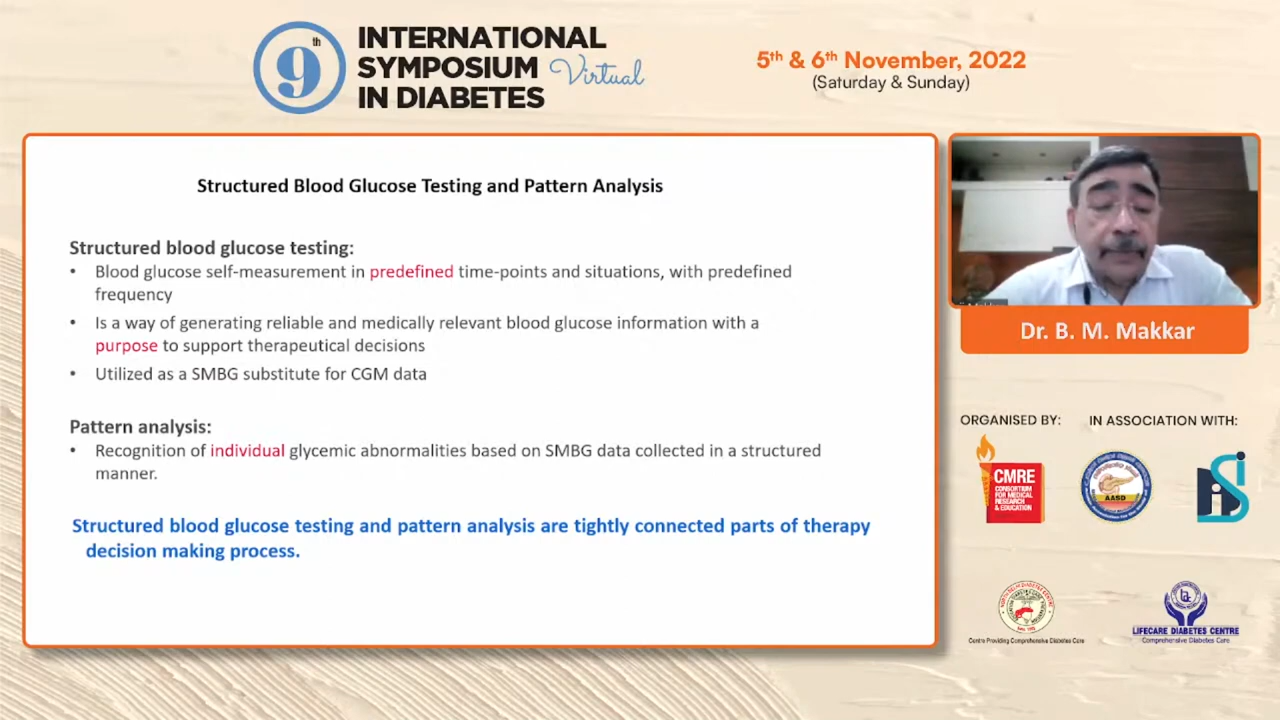 9th
INTERNATIONAL
SYMPOSIUM Virtual
IN DIABETES
5th & 6th November, 2022
(Saturday & Sunday)
Structured Blood Glucose Testing and Pattern Analysis
Structured blood glucose testing:
• Blood glucose self-measurement in predefined time-points and situations, with predefined
frequency
• Is a way of generating reliable and medically relevant blood glucose information with a
purpose to support therapeutical decisions
• Utilized as a SMBG substitute for CGM data
Pattern analysis:
• Recognition of individual glycemic abnormalities based on SMBG data collected in a structured
manner.
Structured blood glucose testing and pattern analysis are tightly connected parts of therapy
decision making process.
Dr. B. M. Makkar
ORGANISED BY:
IN ASSOCIATION WITH:
CMRE
CONSORTIUM
FOR MEDICAL
RESEARCH
& EDUCATION
AASD
Centre Providing Comprehensive Diabetes Care
LIFECARE DIABETES CENTRE
Comprehensive Diabetes Care